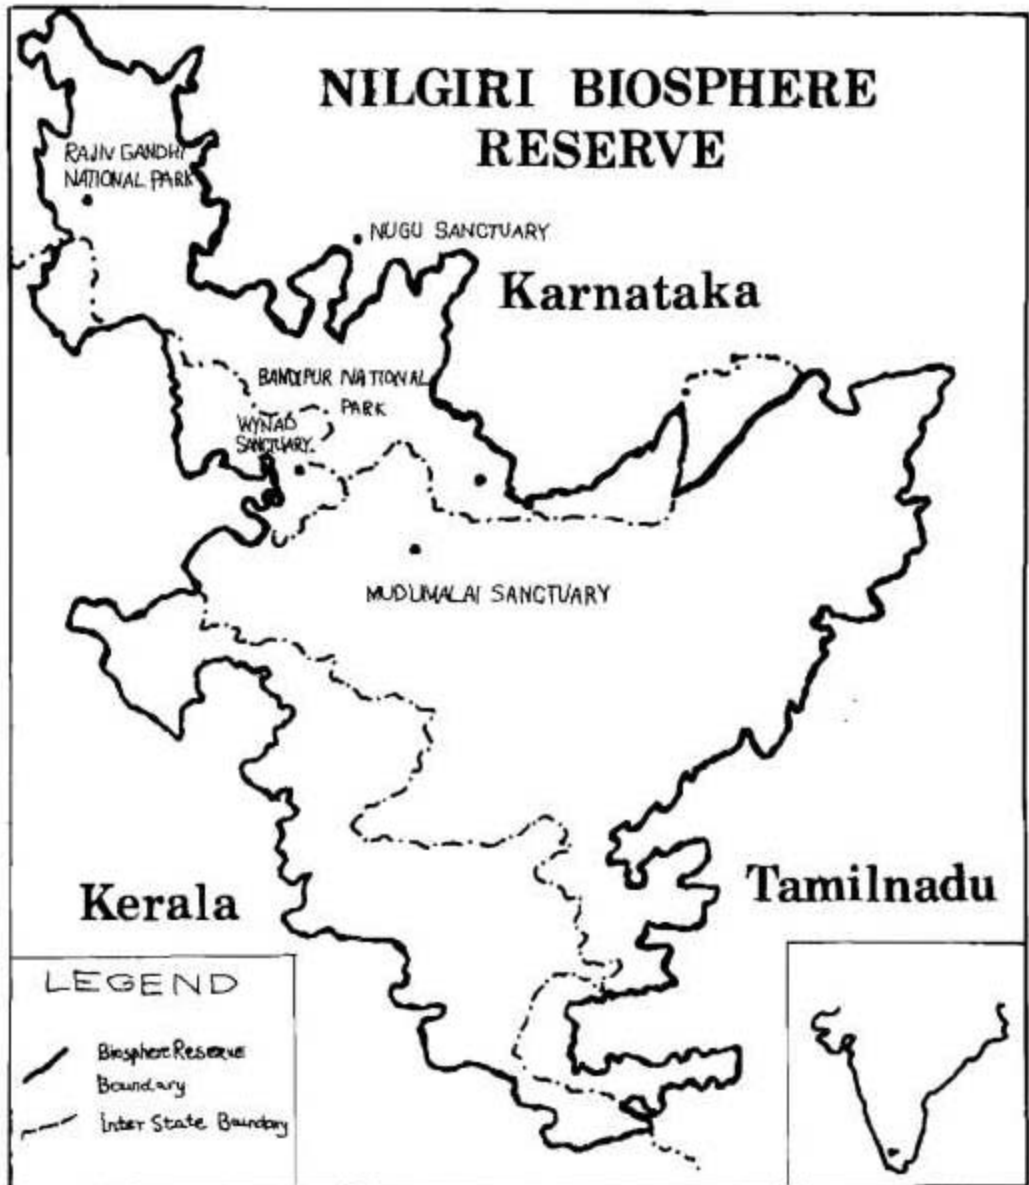 NILGIRI BIOSPHERE
RESERVE
RAJIV GANDHI
NATIONAL PARK
NUGU SANCTUARY
Karnataka
BANDIPUR NATIONAL
PARK
WYNAD
SANCTUARY.
MUDUMALAI SANCTUARY
Kerala
Tamilnadu
LEGEND
Biosphere Reserve
Boundary
Inter State Boundary